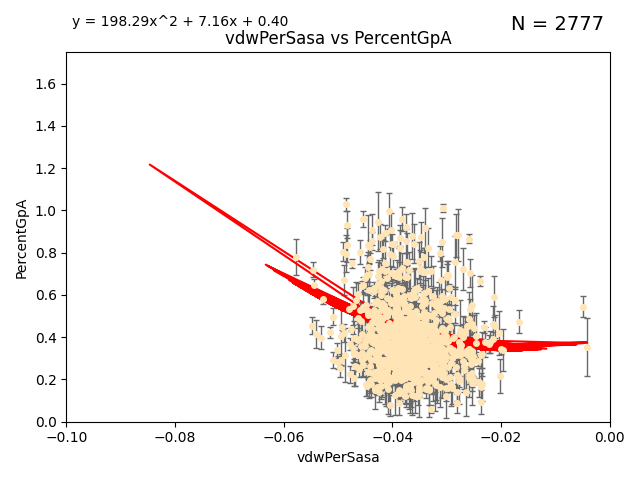 y = 198.29x^2 + 7.16x + 0.40
N = 2777
vdwPerSasa vs PercentGpA
1.6
1.4
1.2
1.0
0.8
0.6
0.4
0.2
0.0
PercentGpA
−0.10 −0.08 −0.06 −0.04 −0.02 0.00
vdwPerSasa